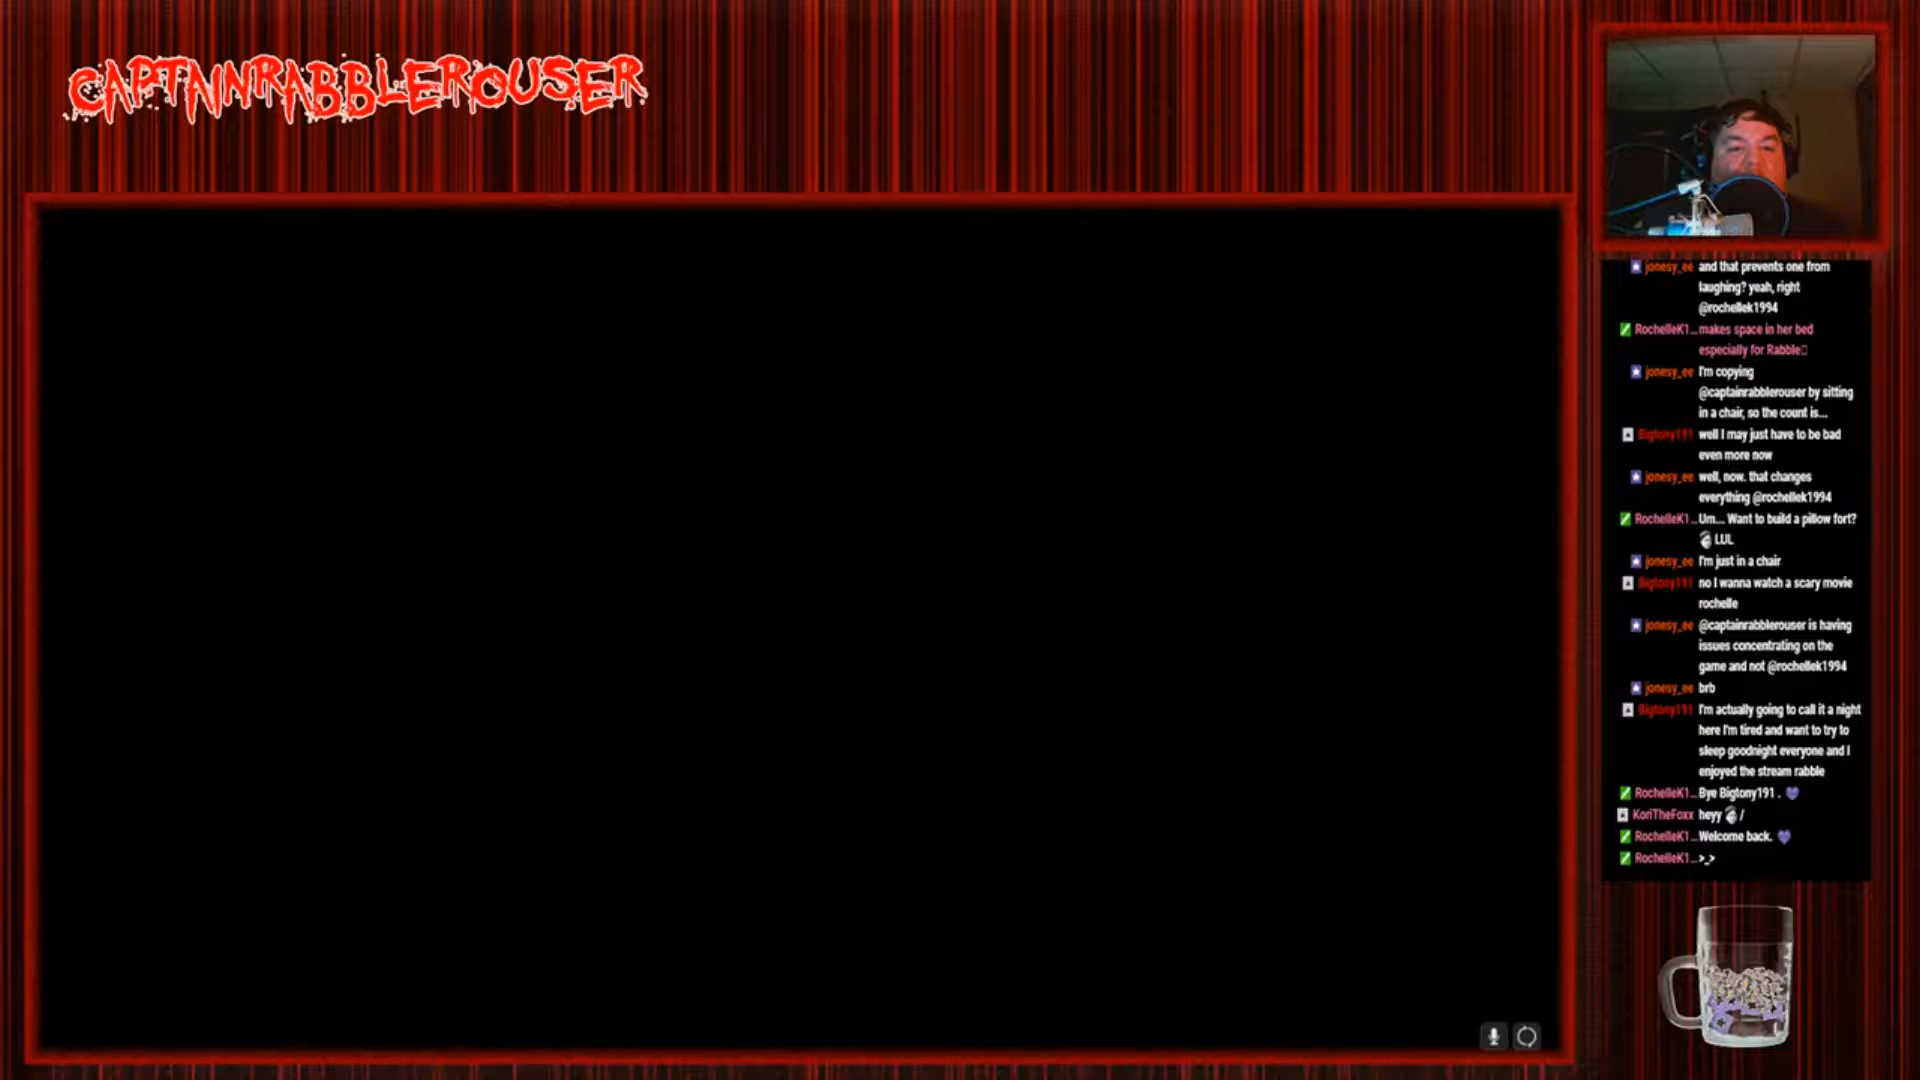 CAPTAINRABBLEROUSER
jonesy_ee and that prevents one from
laughing? yeah, right
@rochellek1994
RochelleK1... makes space in her bed
especially for Rabble
jonesy_ee I'm copying
@captainrabblerouser by sitting
in a chair, so the count is...
Bigtony191 well I may just have to be bad
even more now
jonesy_ee well, now. that changes
everything @rochellek1994
RochelleK1... Um... Want to build a pillow fort?
LUL
jonesy_ee I'm just in a chair
Bigtony191 no I wanna watch a scary movie
rochelle
jonesy_ee @captainrabblerouser is having
issues concentrating on the
game and not @rochellek1994
jonesy_ee brb
Bigtony191 I'm actually going to call it a night
here I'm tired and want to try to
sleep goodnight everyone and I
enjoyed the stream rabble
RochelleK1... Bye Bigtony191 . 💜
KoriTheFoxx heyy /
RochelleK1... Welcome back. 💜
RochelleK1... >_>